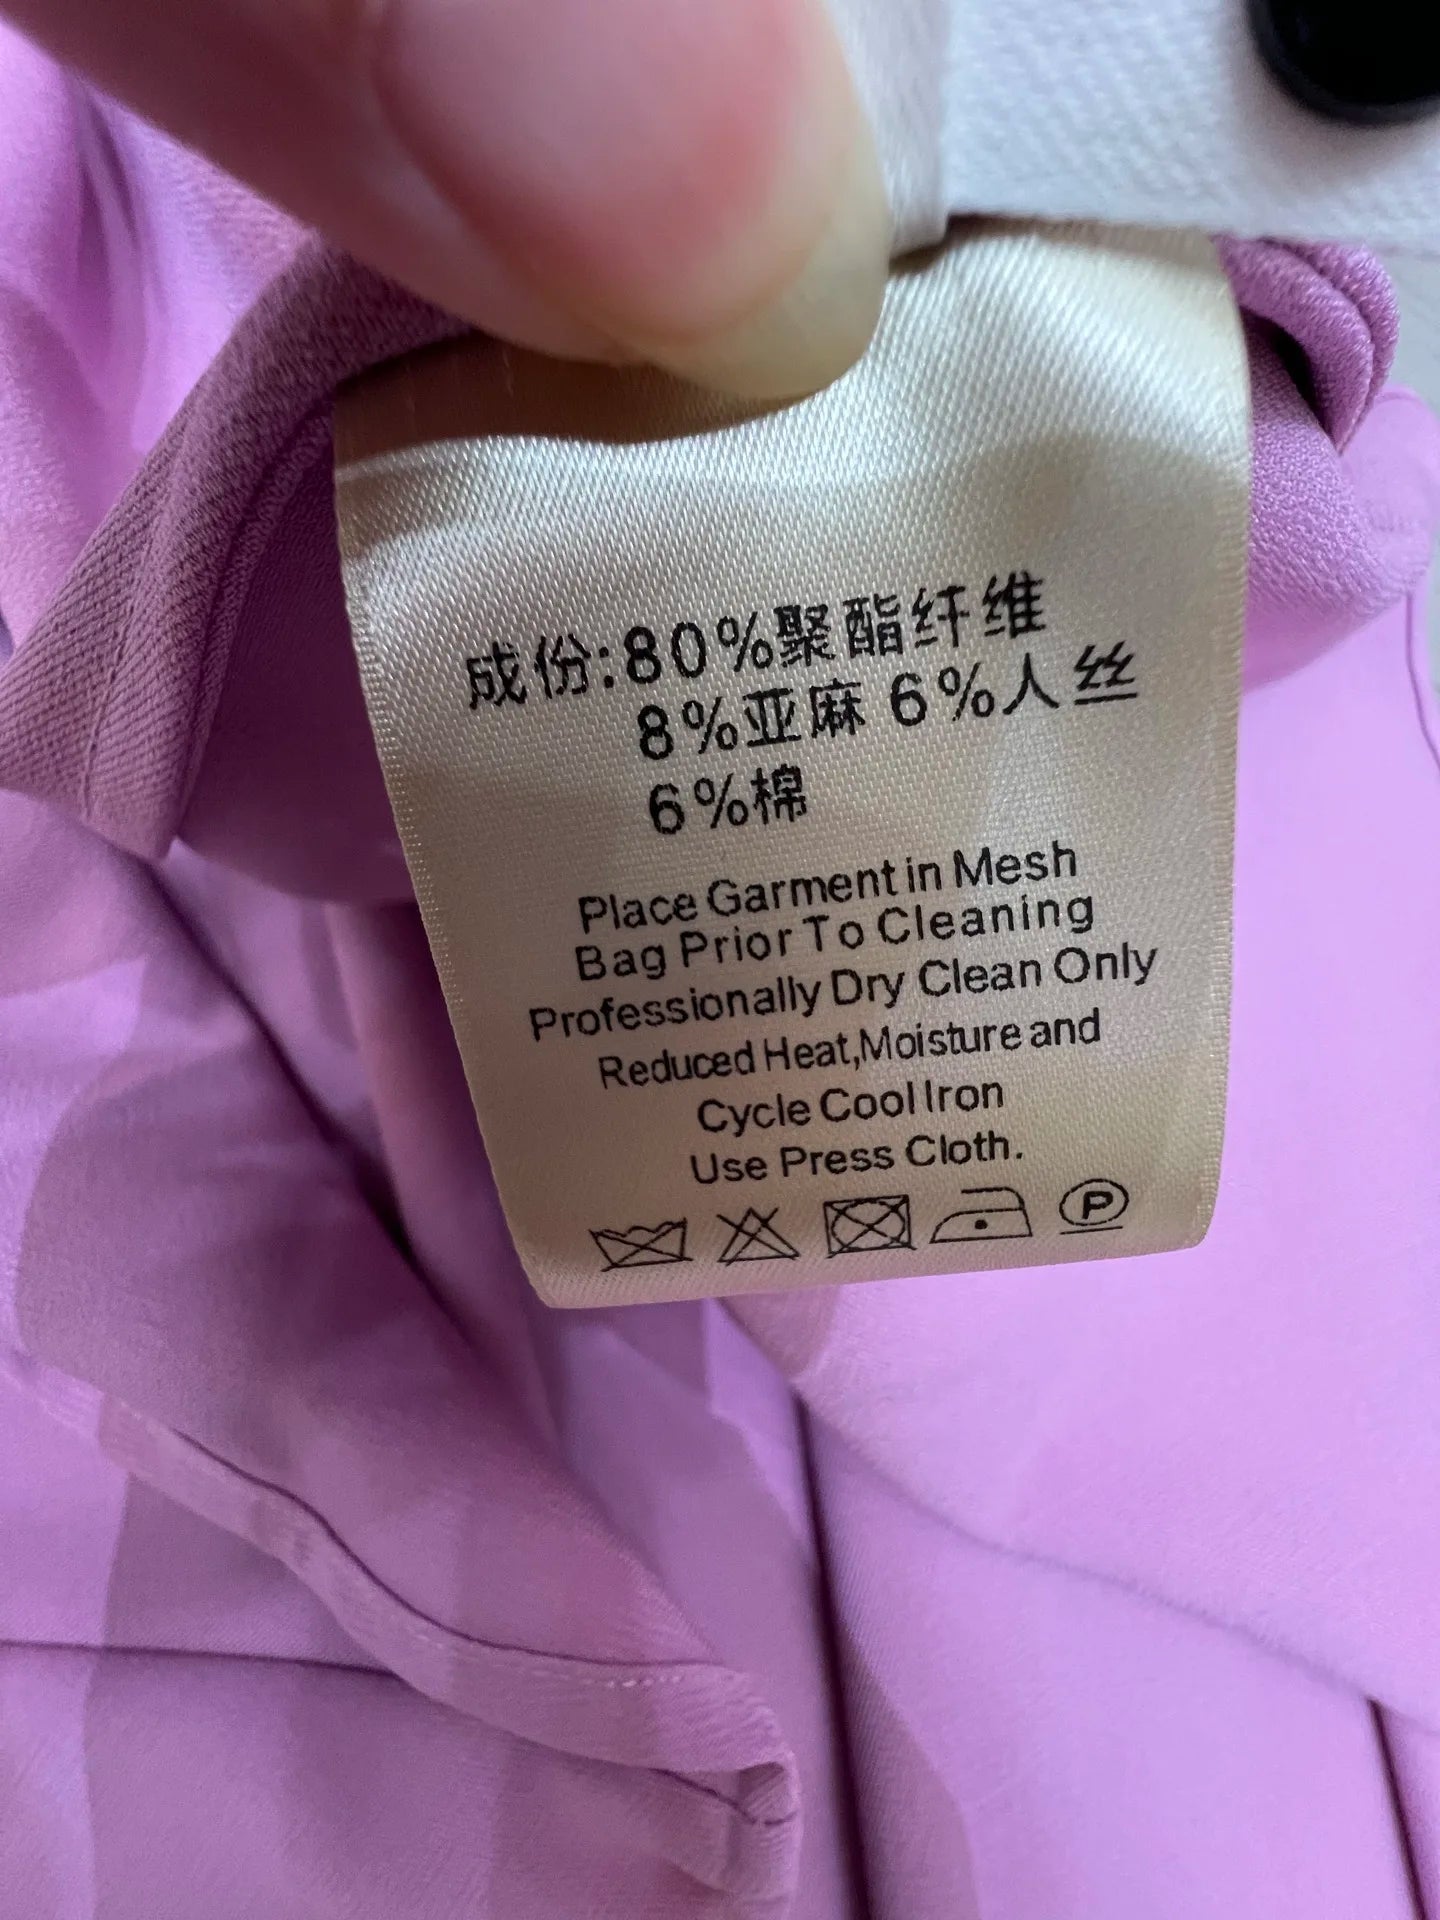 成份:80%聚酯纤维
8%亚麻 6%人丝
6%棉
Place Garment in Mesh
Bag Prior To Cleaning
Professionally Dry Clean Only
Reduced Heat,Moisture and
Cycle Cool Iron
Use Press Cloth.
P